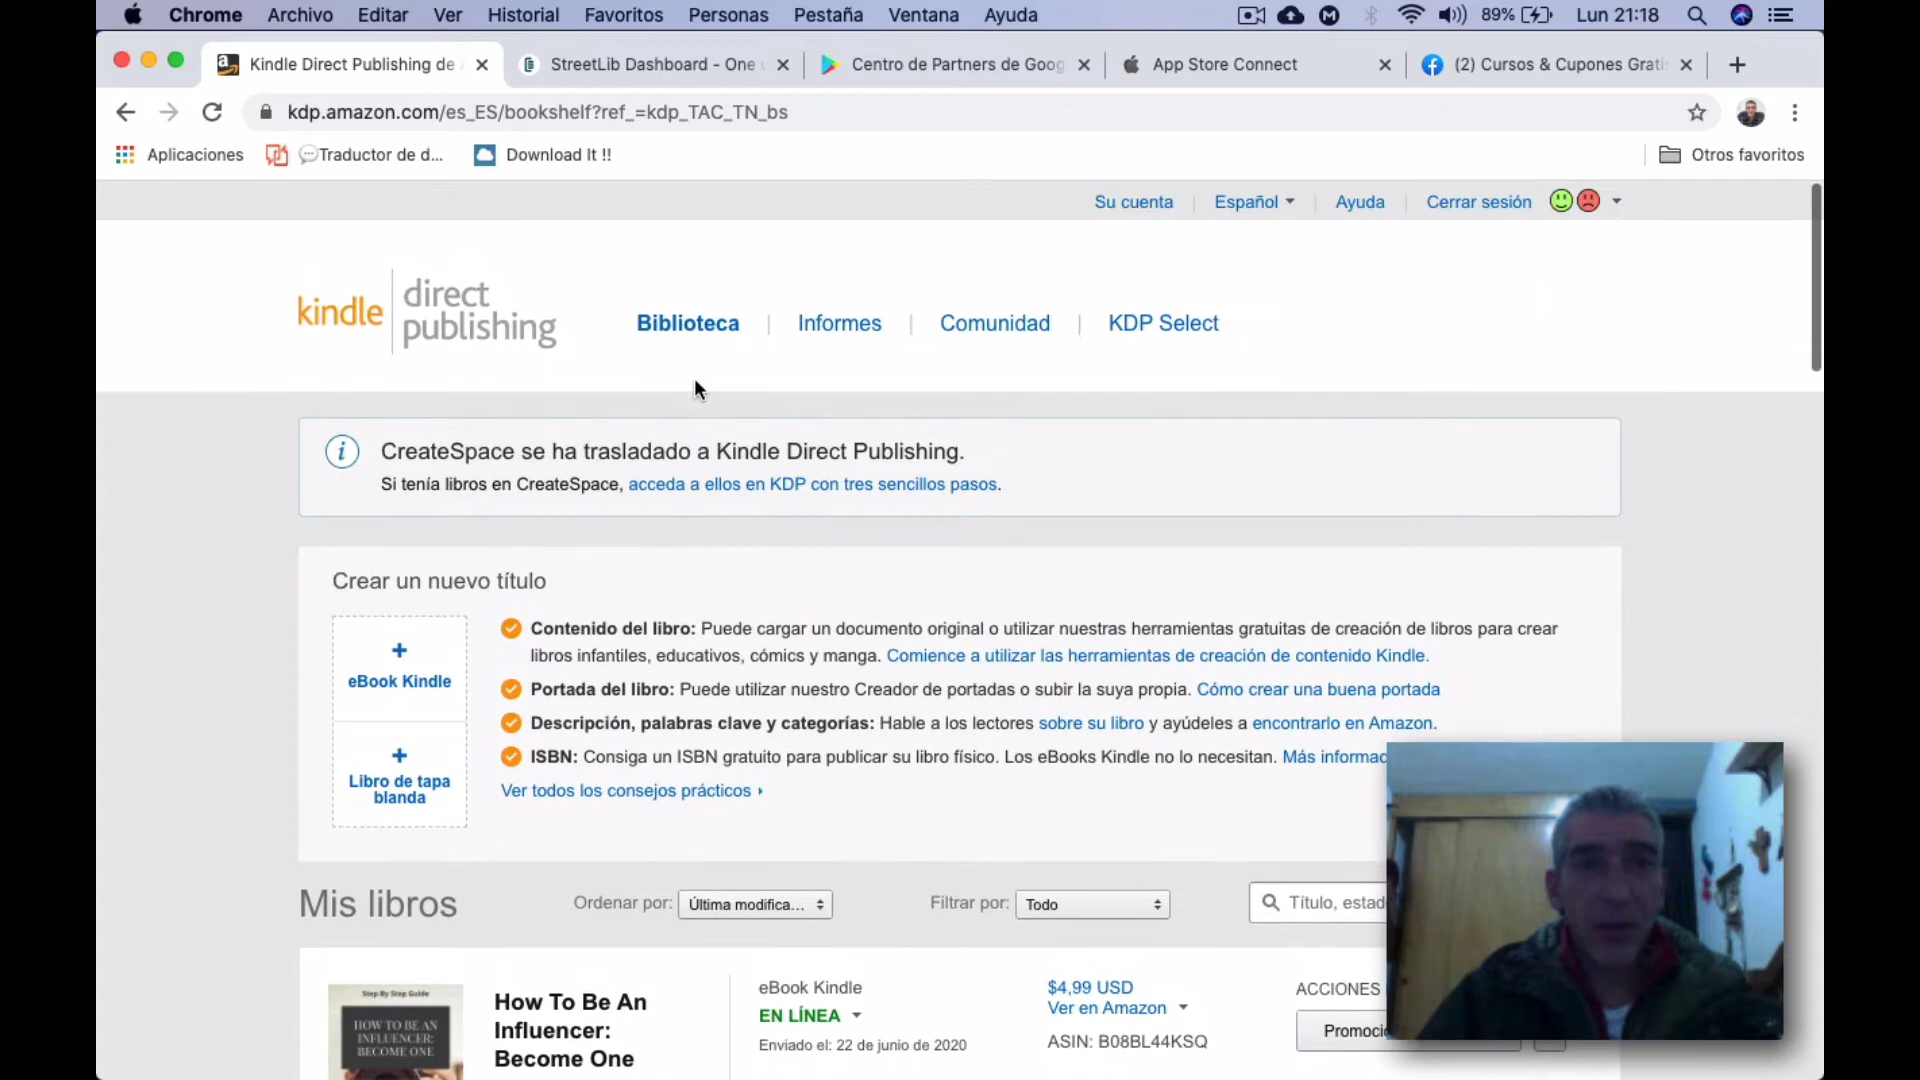 Chrome Archivo Editar Ver Historial Favoritos Personas Pestaña Ventana Ayuda 89% Lun 21:18
Kindle Direct Publishing de StreetLib Dashboard - One Centro de Partners de Goog App Store Connect (2) Cursos & Cupones Gratis
kdp.amazon.com/es_ES/bookshelf?ref_=kdp_TAC_TN_bs
Aplicaciones Traductor de d... Download It !! Otros favoritos
Su cuenta Español Ayuda Cerrar sesión
kindle direct publishing
Biblioteca Informes Comunidad KDP Select
CreateSpace se ha trasladado a Kindle Direct Publishing.
Si tenía libros en CreateSpace, acceda a ellos en KDP con tres sencillos pasos.
Crear un nuevo título
+
eBook Kindle
+
Libro de tapa
blanda
Contenido del libro: Puede cargar un documento original o utilizar nuestras herramientas gratuitas de creación de libros para crear
libros infantiles, educativos, cómics y manga. Comience a utilizar las herramientas de creación de contenido Kindle.
Portada del libro: Puede utilizar nuestro Creador de portadas o subir la suya propia. Cómo crear una buena portada
Descripción, palabras clave y categorías: Hable a los lectores sobre su libro y ayúdeles a encontrarlo en Amazon.
ISBN: Consiga un ISBN gratuito para publicar su libro físico. Los eBooks Kindle no lo necesitan. Más informac
Ver todos los consejos prácticos
Mis libros Ordenar por: Última modifica... Filtrar por: Todo Título, estad
Step By Step Guide
HOW TO BE AN
INFLUENCER:
BECOME ONE
How To Be An
Influencer:
Become One
eBook Kindle
EN LÍNEA
Enviado el: 22 de junio de 2020
$4,99 USD
Ver en Amazon
ASIN: B08BL44KSQ
ACCIONES
Promocio